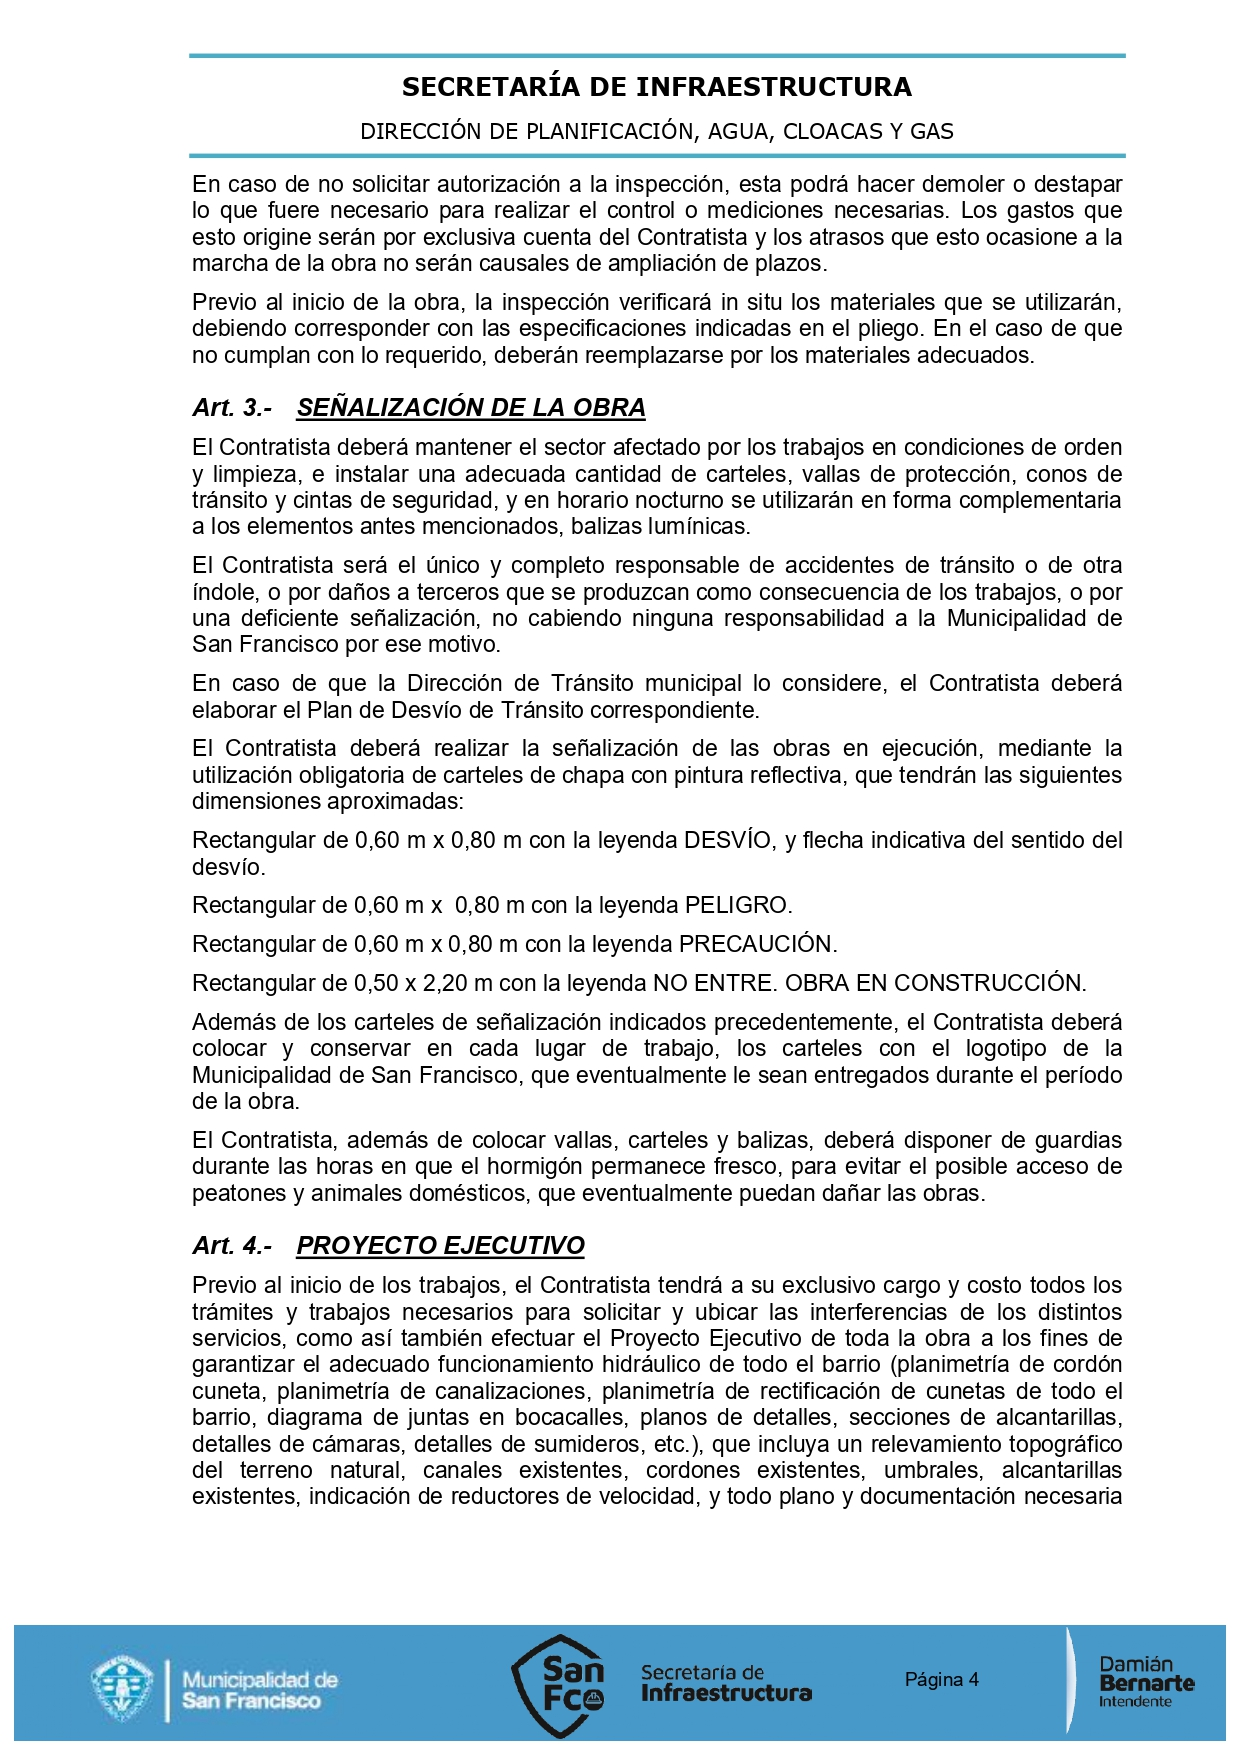 SECRETARÍA DE INFRAESTRUCTURA
DIRECCIÓN DE PLANIFICACIÓN, AGUA, CLOACAS Y GAS
En caso de no solicitar autorización a la inspección, esta podrá hacer demoler o destapar
lo que fuere necesario para realizar el control o mediciones necesarias. Los gastos que
esto origine serán por exclusiva cuenta del Contratista y los atrasos que esto ocasione a la
marcha de la obra no serán causales de ampliación de plazos.
Previo al inicio de la obra, la inspección verificará in situ los materiales que se utilizarán,
debiendo corresponder con las especificaciones indicadas en el pliego. En el caso de que
no cumplan con lo requerido, deberán reemplazarse por los materiales adecuados.
Art. 3.- SEÑALIZACIÓN DE LA OBRA
El Contratista deberá mantener el sector afectado por los trabajos en condiciones de orden
y limpieza, e instalar una adecuada cantidad de carteles, vallas de protección, conos de
tránsito y cintas de seguridad, y en horario nocturno se utilizarán en forma complementaria
a los elementos antes mencionados, balizas lumínicas.
El Contratista será el único y completo responsable de accidentes de tránsito o de otra
índole, o por daños a terceros que se produzcan como consecuencia de los trabajos, o por
una deficiente señalización, no cabiendo ninguna responsabilidad a la Municipalidad de
San Francisco por ese motivo.
En caso de que la Dirección de Tránsito municipal lo considere, el Contratista deberá
elaborar el Plan de Desvío de Tránsito correspondiente.
El Contratista deberá realizar la señalización de las obras en ejecución, mediante la
utilización obligatoria de carteles de chapa con pintura reflectiva, que tendrán las siguientes
dimensiones aproximadas:
Rectangular de 0,60 m x 0,80 m con la leyenda DESVÍO, y flecha indicativa del sentido del
desvío.
Rectangular de 0,60 m x  0,80 m con la leyenda PELIGRO.
Rectangular de 0,60 m x 0,80 m con la leyenda PRECAUCIÓN.
Rectangular de 0,50 x 2,20 m con la leyenda NO ENTRE. OBRA EN CONSTRUCCIÓN.
Además de los carteles de señalización indicados precedentemente, el Contratista deberá
colocar y conservar en cada lugar de trabajo, los carteles con el logotipo de la
Municipalidad de San Francisco, que eventualmente le sean entregados durante el período
de la obra.
El Contratista, además de colocar vallas, carteles y balizas, deberá disponer de guardias
durante las horas en que el hormigón permanece fresco, para evitar el posible acceso de
peatones y animales domésticos, que eventualmente puedan dañar las obras.
Art. 4.- PROYECTO EJECUTIVO
Previo al inicio de los trabajos, el Contratista tendrá a su exclusivo cargo y costo todos los
trámites y trabajos necesarios para solicitar y ubicar las interferencias de los distintos
servicios, como así también efectuar el Proyecto Ejecutivo de toda la obra a los fines de
garantizar el adecuado funcionamiento hidráulico de todo el barrio (planimetría de cordón
cuneta, planimetría de canalizaciones, planimetría de rectificación de cunetas de todo el
barrio, diagrama de juntas en bocacalles, planos de detalles, secciones de alcantarillas,
detalles de cámaras, detalles de sumideros, etc.), que incluya un relevamiento topográfico
del terreno natural, canales existentes, cordones existentes, umbrales, alcantarillas
existentes, indicación de reductores de velocidad, y todo plano y documentación necesaria
Municipalidad de
San Francisco
San
Fco
Secretaría de
Infraestructura
Página 4
Damián
Bernarte
Intendente